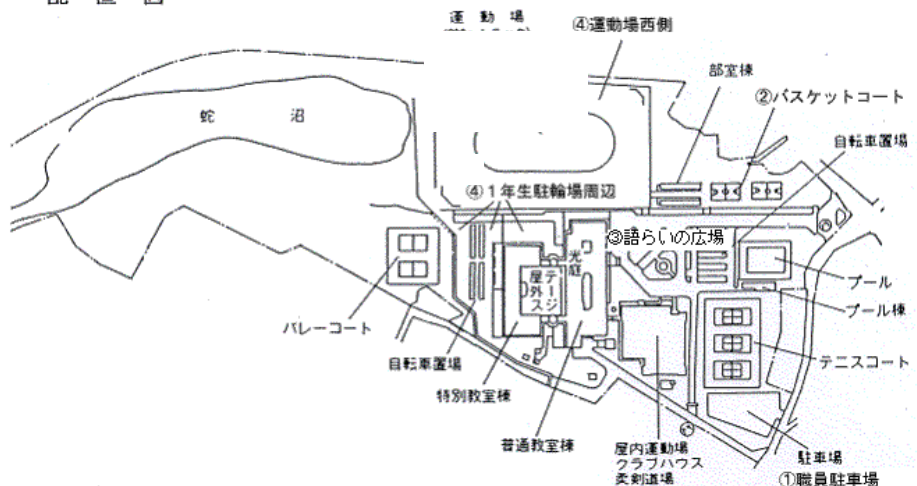 配置図
運動場
④運動場西側
部室棟
②バスケットコート
自転車置場
蛇沼
④1年生駐輪場周辺
③語らいの広場
光庭
屋外ステージ
プール
プール棟
バレーコート
テニスコート
自転車置場
特別教室棟
普通教室棟
屋内運動場
クラブハウス
柔剣道場
駐車場
①職員駐車場